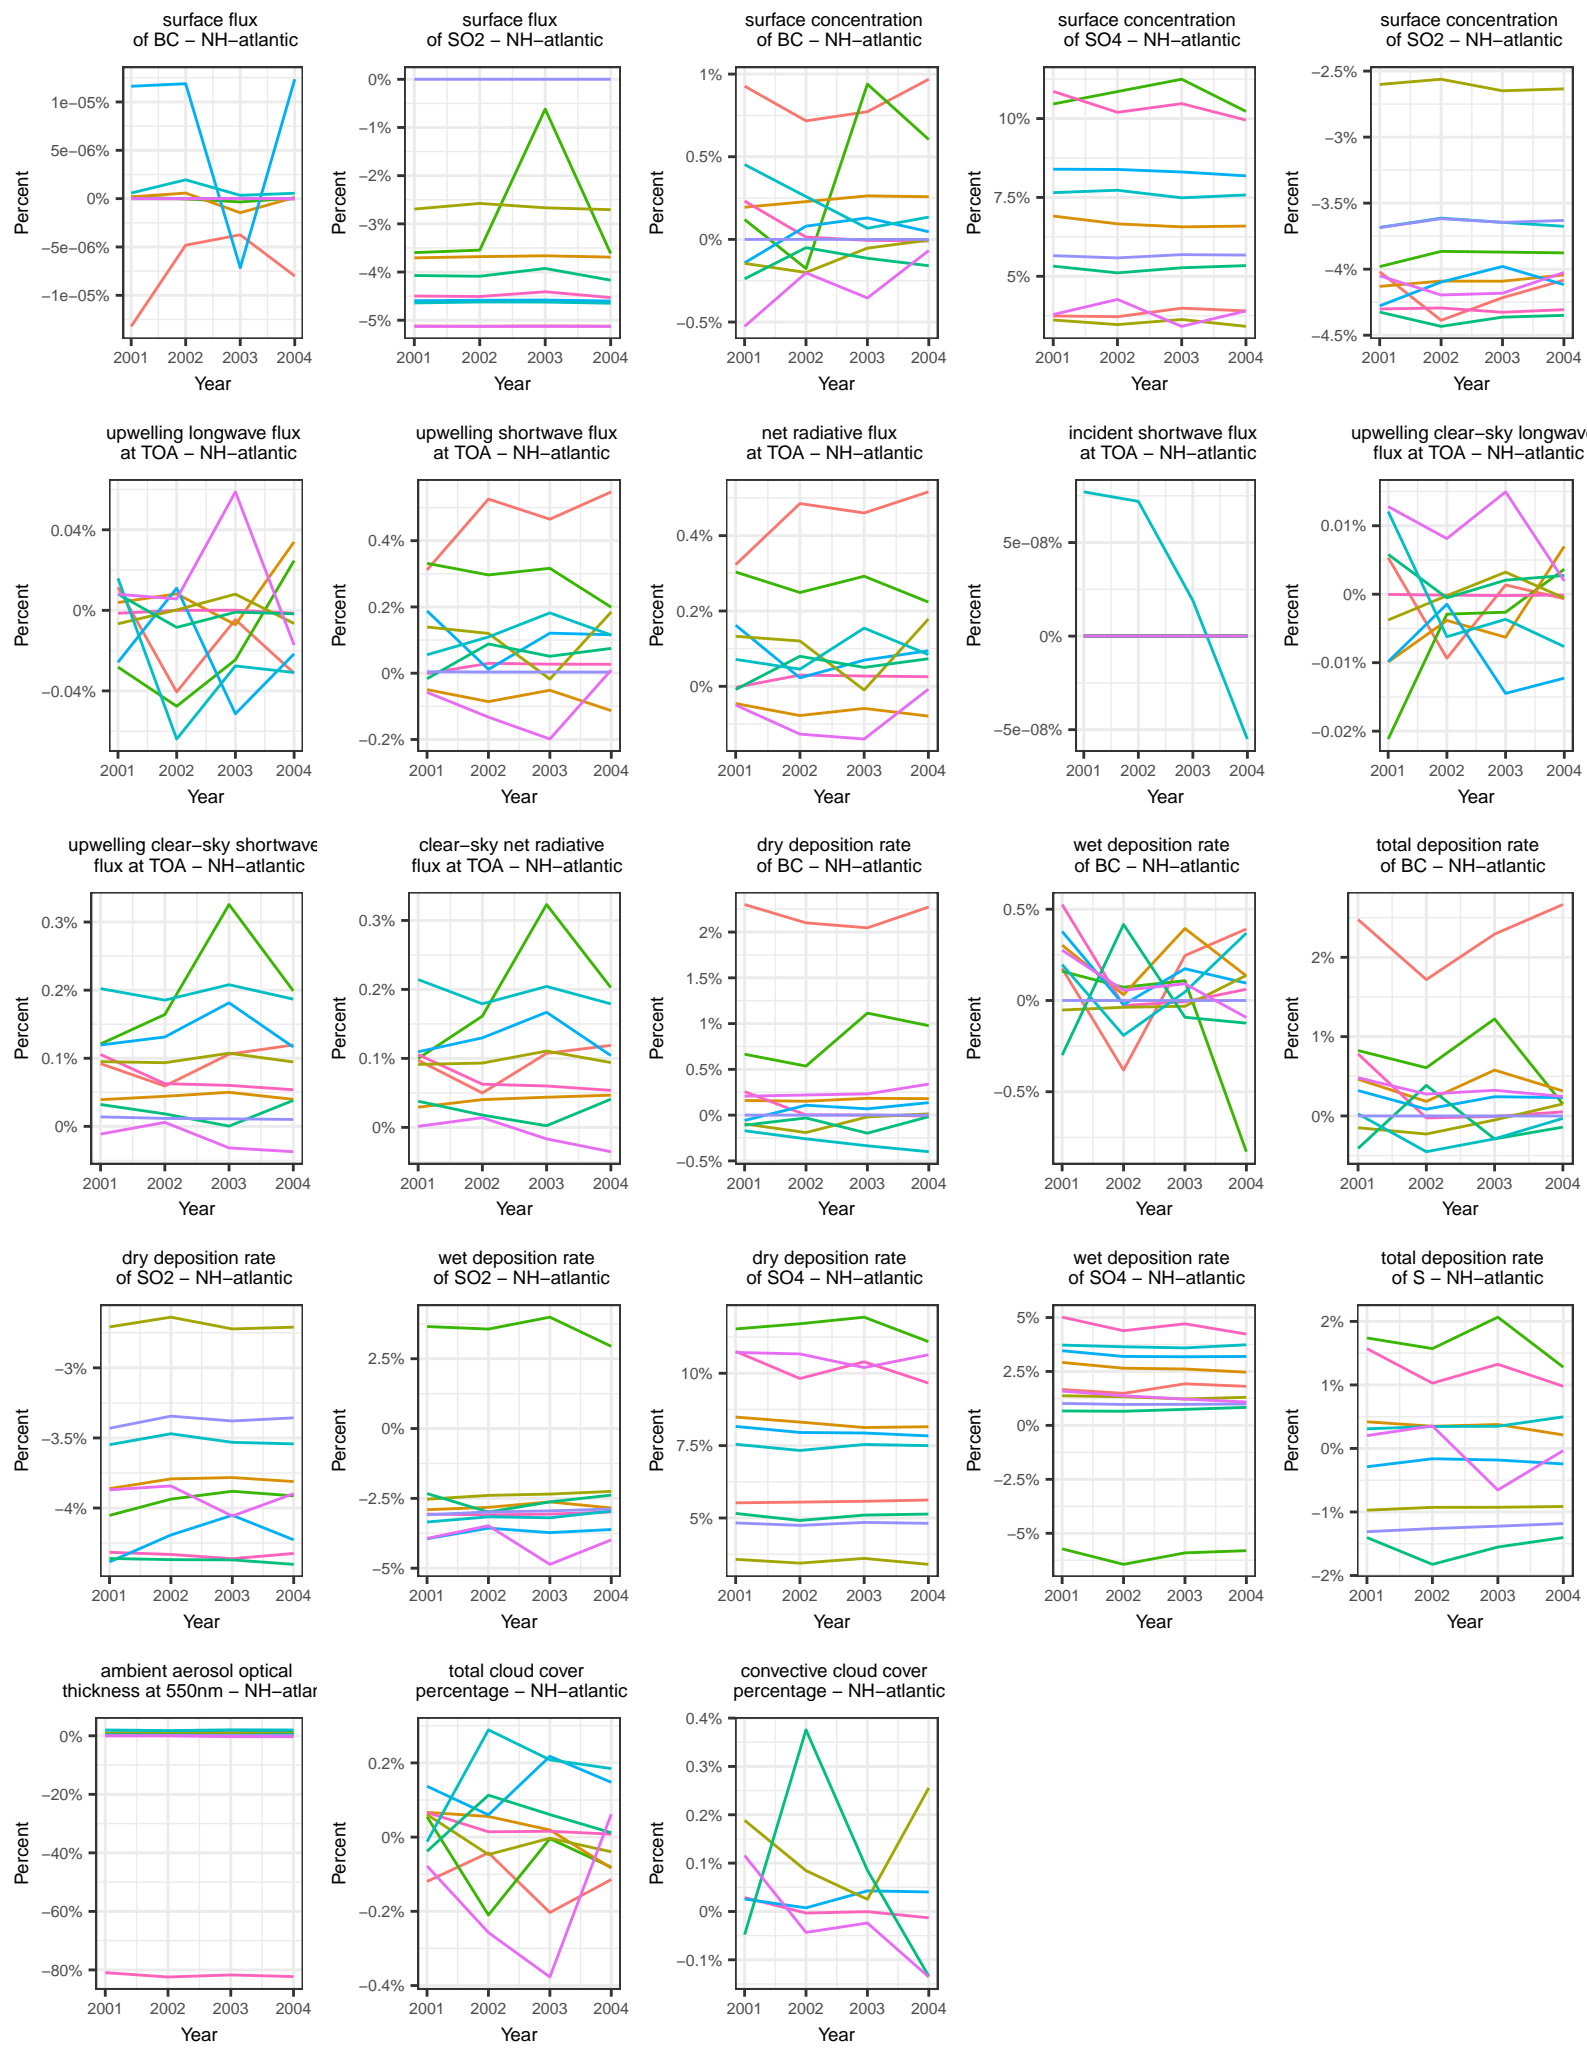 surface flux
of BC − NH−atlantic
1e−05%
5e−06%
0%
−5e−06%
−1e−05%
Percent
2001 2002 2003 2004
Year
surface flux
of SO2 − NH−atlantic
0%
−1%
−2%
−3%
−4%
−5%
Percent
2001 2002 2003 2004
Year
surface concentration
of BC − NH−atlantic
1%
0.5%
0%
−0.5%
Percent
2001 2002 2003 2004
Year
surface concentration
of SO4 − NH−atlantic
10%
7.5%
5%
Percent
2001 2002 2003 2004
Year
surface concentration
of SO2 − NH−atlantic
−2.5%
−3%
−3.5%
−4%
−4.5%
Percent
2001 2002 2003 2004
Year
upwelling longwave flux
at TOA − NH−atlantic
0.04%
0%
−0.04%
Percent
2001 2002 2003 2004
Year
upwelling shortwave flux
at TOA − NH−atlantic
0.4%
0.2%
0%
−0.2%
Percent
2001 2002 2003 2004
Year
net radiative flux
at TOA − NH−atlantic
0.4%
0.2%
0%
Percent
2001 2002 2003 2004
Year
incident shortwave flux
at TOA − NH−atlantic
5e−08%
0%
−5e−08%
Percent
2001 2002 2003 2004
Year
upwelling clear−sky longwave
flux at TOA − NH−atlantic
0.01%
0%
−0.01%
−0.02%
Percent
2001 2002 2003 2004
Year
upwelling clear−sky shortwave
flux at TOA − NH−atlantic
0.3%
0.2%
0.1%
0%
Percent
2001 2002 2003 2004
Year
clear−sky net radiative
flux at TOA − NH−atlantic
0.3%
0.2%
0.1%
0%
Percent
2001 2002 2003 2004
Year
dry deposition rate
of BC − NH−atlantic
2%
1.5%
1%
0.5%
0%
−0.5%
Percent
2001 2002 2003 2004
Year
wet deposition rate
of BC − NH−atlantic
0.5%
0%
−0.5%
Percent
2001 2002 2003 2004
Year
total deposition rate
of BC − NH−atlantic
2%
1%
0%
Percent
2001 2002 2003 2004
Year
dry deposition rate
of SO2 − NH−atlantic
−3%
−3.5%
−4%
Percent
2001 2002 2003 2004
Year
wet deposition rate
of SO2 − NH−atlantic
2.5%
0%
−2.5%
−5%
Percent
2001 2002 2003 2004
Year
dry deposition rate
of SO4 − NH−atlantic
10%
7.5%
5%
Percent
2001 2002 2003 2004
Year
wet deposition rate
of SO4 − NH−atlantic
5%
2.5%
0%
−2.5%
−5%
Percent
2001 2002 2003 2004
Year
total deposition rate
of S − NH−atlantic
2%
1%
0%
−1%
−2%
Percent
2001 2002 2003 2004
Year
ambient aerosol optical
thickness at 550nm − NH−atlan
0%
−20%
−40%
−60%
−80%
Percent
2001 2002 2003 2004
Year
total cloud cover
percentage − NH−atlantic
0.2%
0%
−0.2%
−0.4%
Percent
2001 2002 2003 2004
Year
convective cloud cover
percentage − NH−atlantic
0.4%
0.3%
0.2%
0.1%
0%
−0.1%
Percent
2001 2002 2003 2004
Year